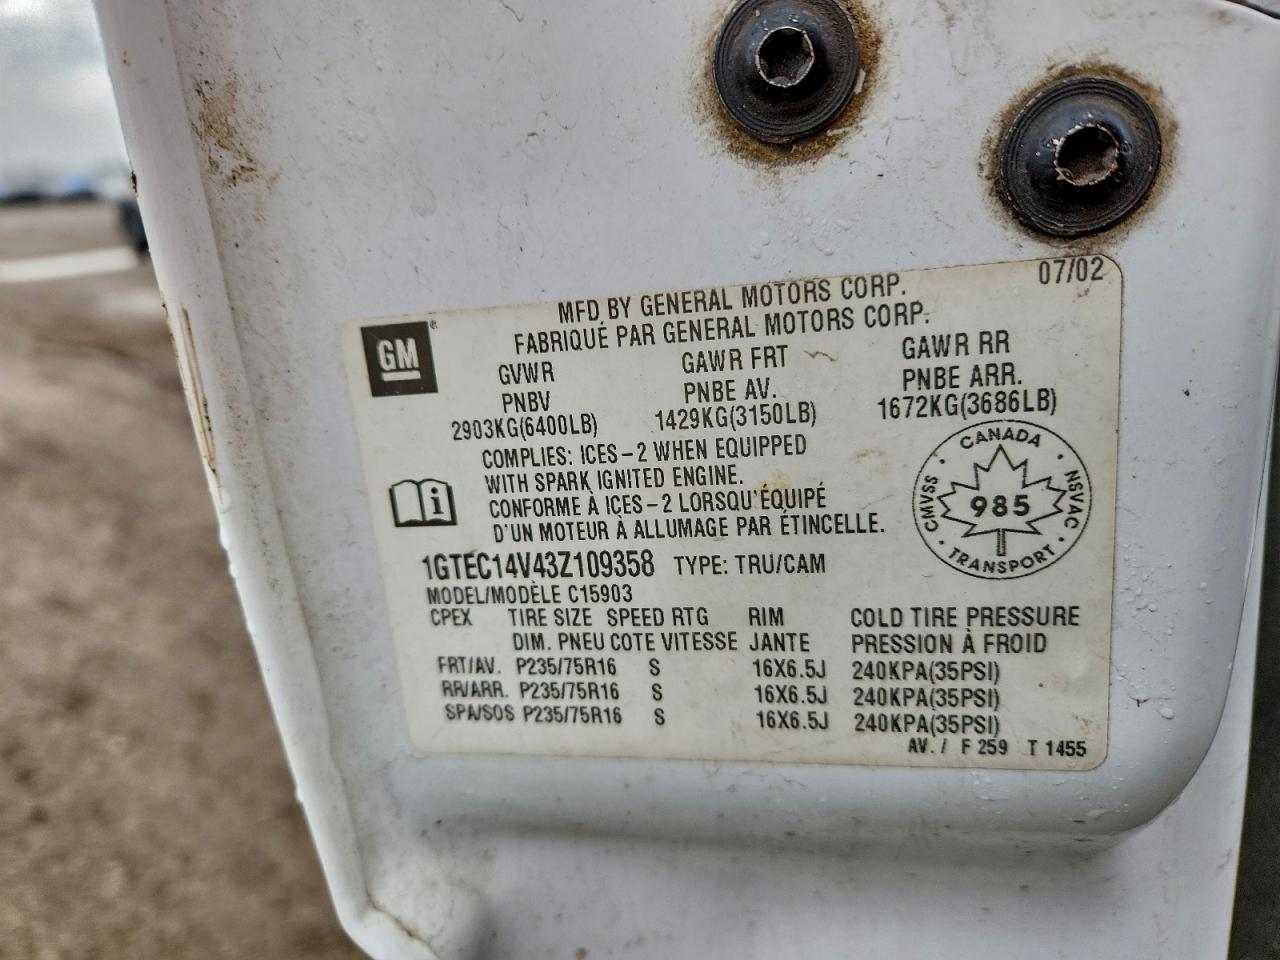 07/02
MFD BY GENERAL MOTORS CORP.
FABRIQUÉ PAR GENERAL MOTORS CORP.
GM®
GVWR GAWR FRT GAWR RR
PNBV PNBE AV. PNBE ARR.
2903KG(6400LB) 1429KG(3150LB) 1672KG(3686LB)
COMPLIES: ICES-2 WHEN EQUIPPED
WITH SPARK IGNITED ENGINE.
CONFORME À ICES-2 LORSQU'ÉQUIPÉ
D'UN MOTEUR À ALLUMAGE PAR ÉTINCELLE.
i
CANADA
CMVSS • NSVAC
985
• TRANSPORT •
1GTEC14V43Z109358 TYPE: TRU/CAM
MODEL/MODÈLE C15903
CPEX TIRE SIZE SPEED RTG RIM COLD TIRE PRESSURE
DIM. PNEU COTE VITESSE JANTE PRESSION À FROID
FRT/AV. P235/75R16 S 16X6.5J 240KPA(35PSI)
RR/ARR. P235/75R16 S 16X6.5J 240KPA(35PSI)
SPA/SOS P235/75R16 S 16X6.5J 240KPA(35PSI)
AV. / F 259 T 1455